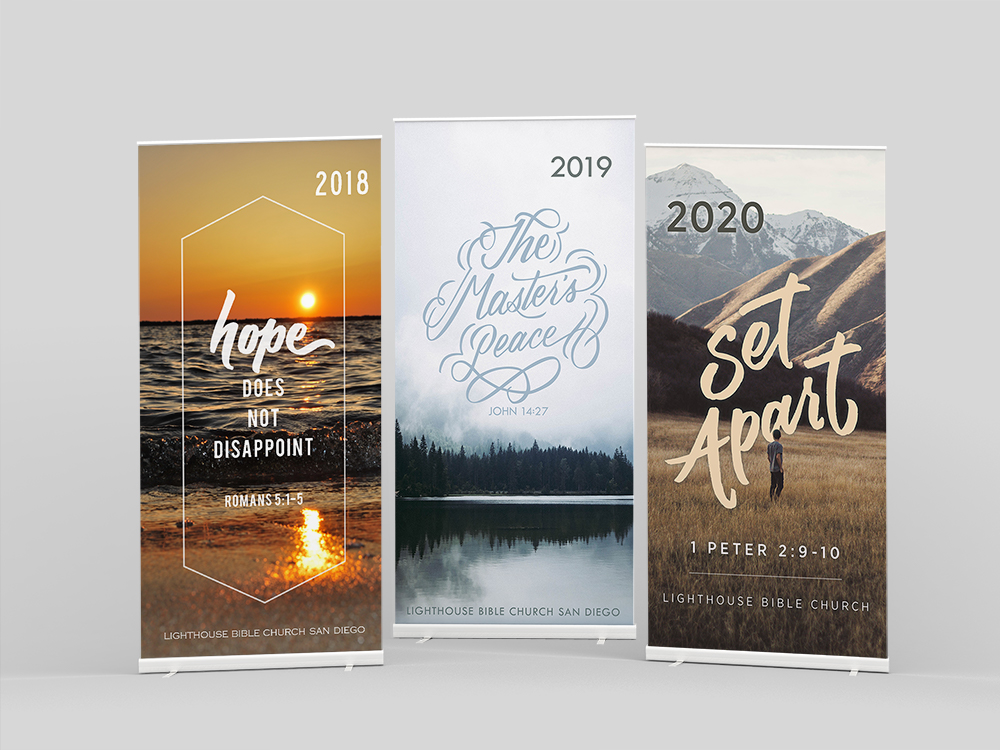 2018
hope
DOES
NOT
DISAPPOINT
ROMANS 5:1-5
LIGHTHOUSE BIBLE CHURCH SAN DIEGO
2019
The
Master's
Peace
JOHN 14:27
LIGHTHOUSE BIBLE CHURCH SAN DIEGO
2020
Set
Apart
1 PETER 2:9-10
LIGHTHOUSE BIBLE CHURCH